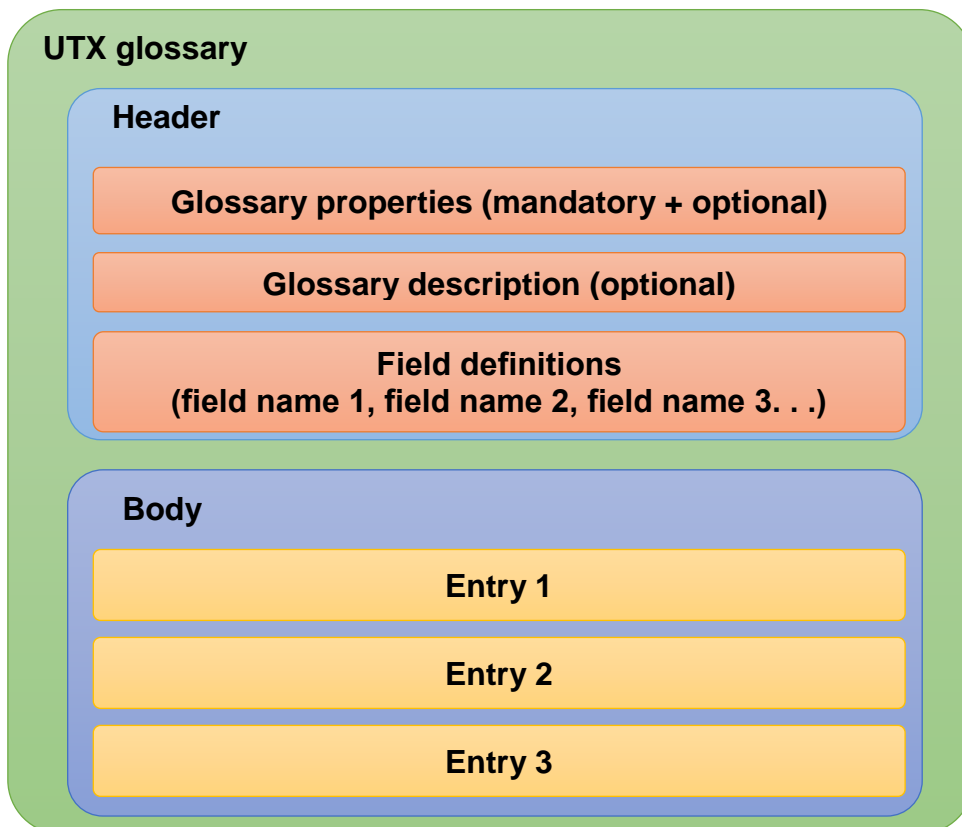 UTX glossary
Header
Glossary properties (mandatory + optional)
Glossary description (optional)
Field definitions
(field name 1, field name 2, field name 3. . .)
Body
Entry 1
Entry 2
Entry 3